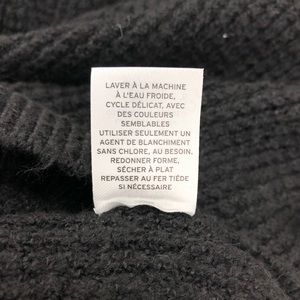 LAVER À LA MACHINE
À L'EAU FROIDE,
CYCLE DÉLICAT, AVEC
DES COULEURS
SEMBLABLES
UTILISER SEULEMENT UN
AGENT DE BLANCHIMENT
SANS CHLORE, AU BESOIN.
REDONNER FORME,
SÉCHER À PLAT
REPASSER AU FER TIÈDE
SI NÉCESSAIRE